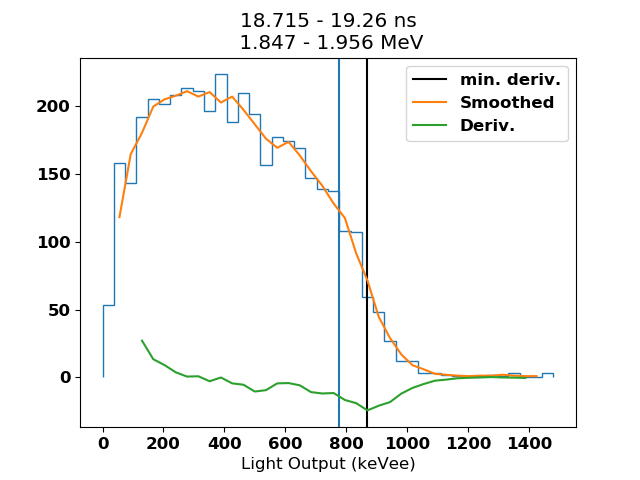 18.715 - 19.26 ns
1.847 - 1.956 MeV
min. deriv.
Smoothed
Deriv.
200
150
100
50
0
0 200 400 600 800 1000 1200 1400
Light Output (keVee)